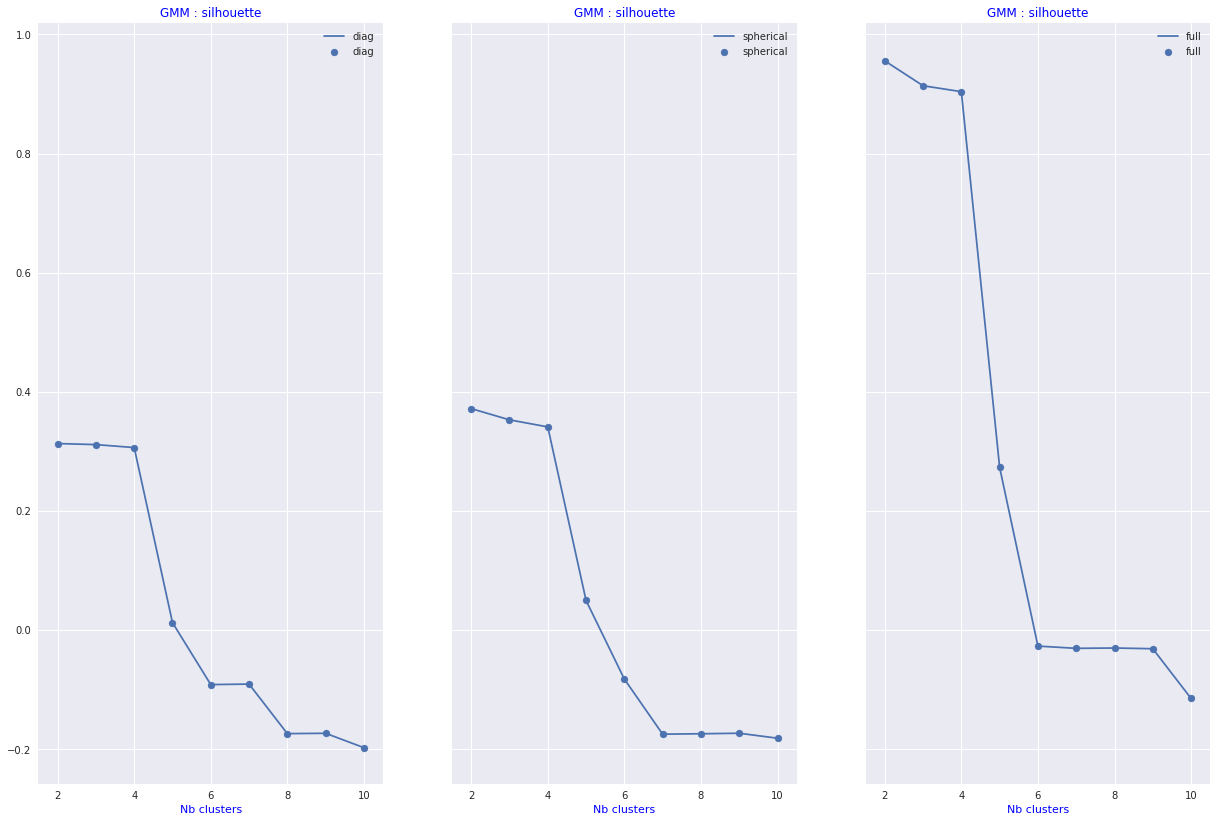 GMM : silhouette
diag
diag
1.0
0.8
0.6
0.4
0.2
0.0
−0.2
2 4 6 8 10
Nb clusters
GMM : silhouette
spherical
spherical
2 4 6 8 10
Nb clusters
GMM : silhouette
full
full
2 4 6 8 10
Nb clusters